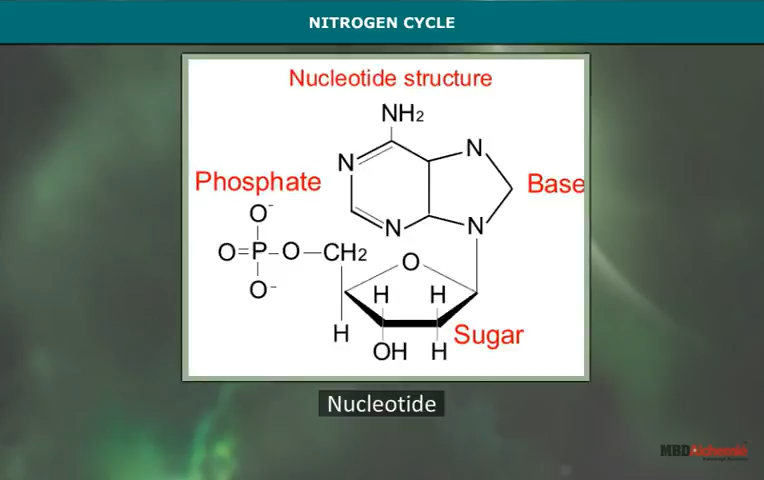 NITROGEN CYCLE
Nucleotide structure
NH2
N
N
Phosphate
Base
O-
N
N
O=P-O-CH2
O
O-
H
H
H
Sugar
OH
H
Nucleotide
MBD